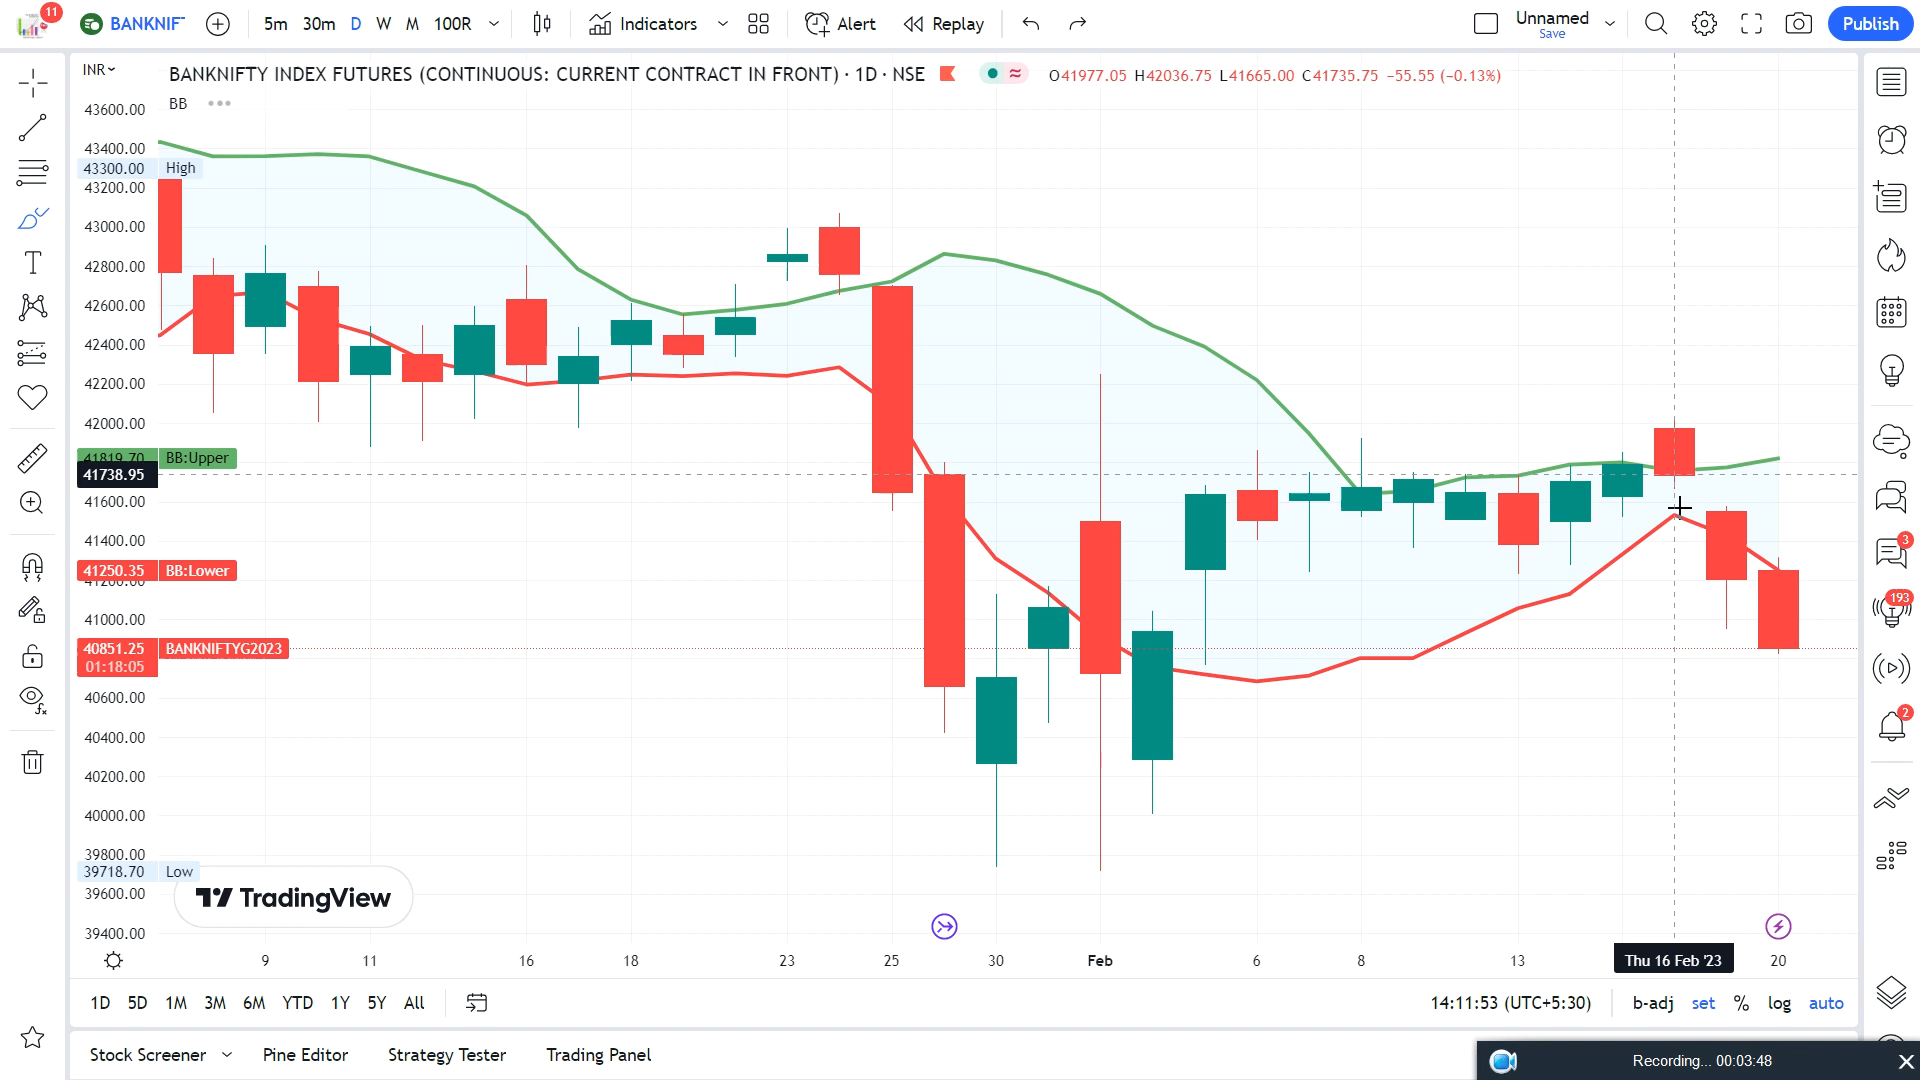 11
BANKNIF
5m 30m D W M 100R
Indicators
Alert
Replay
Unnamed
Save
Publish
INR
BANKNIFTY INDEX FUTURES (CONTINUOUS: CURRENT CONTRACT IN FRONT) · 1D · NSE
O41977.05 H42036.75 L41665.00 C41735.75 −55.55 (−0.13%)
BB
43600.00
43400.00
43300.00 High
43200.00
43000.00
42800.00
42600.00
42400.00
42200.00
42000.00
41819.70 BB:Upper
41738.95
41600.00
41400.00
41250.35 BB:Lower
41200.00
41000.00
40851.25 BANKNIFTYG2023
01:18:05
40600.00
40400.00
40200.00
40000.00
39800.00
39718.70 Low
39600.00
39400.00
TradingView
3
193
2
9 11 16 18 23 25 30 Feb 6 8 13 Thu 16 Feb '23 20
1D 5D 1M 3M 6M YTD 1Y 5Y All
14:11:53 (UTC+5:30) b-adj set % log auto
Stock Screener Pine Editor Strategy Tester Trading Panel
Recording... 00:03:48